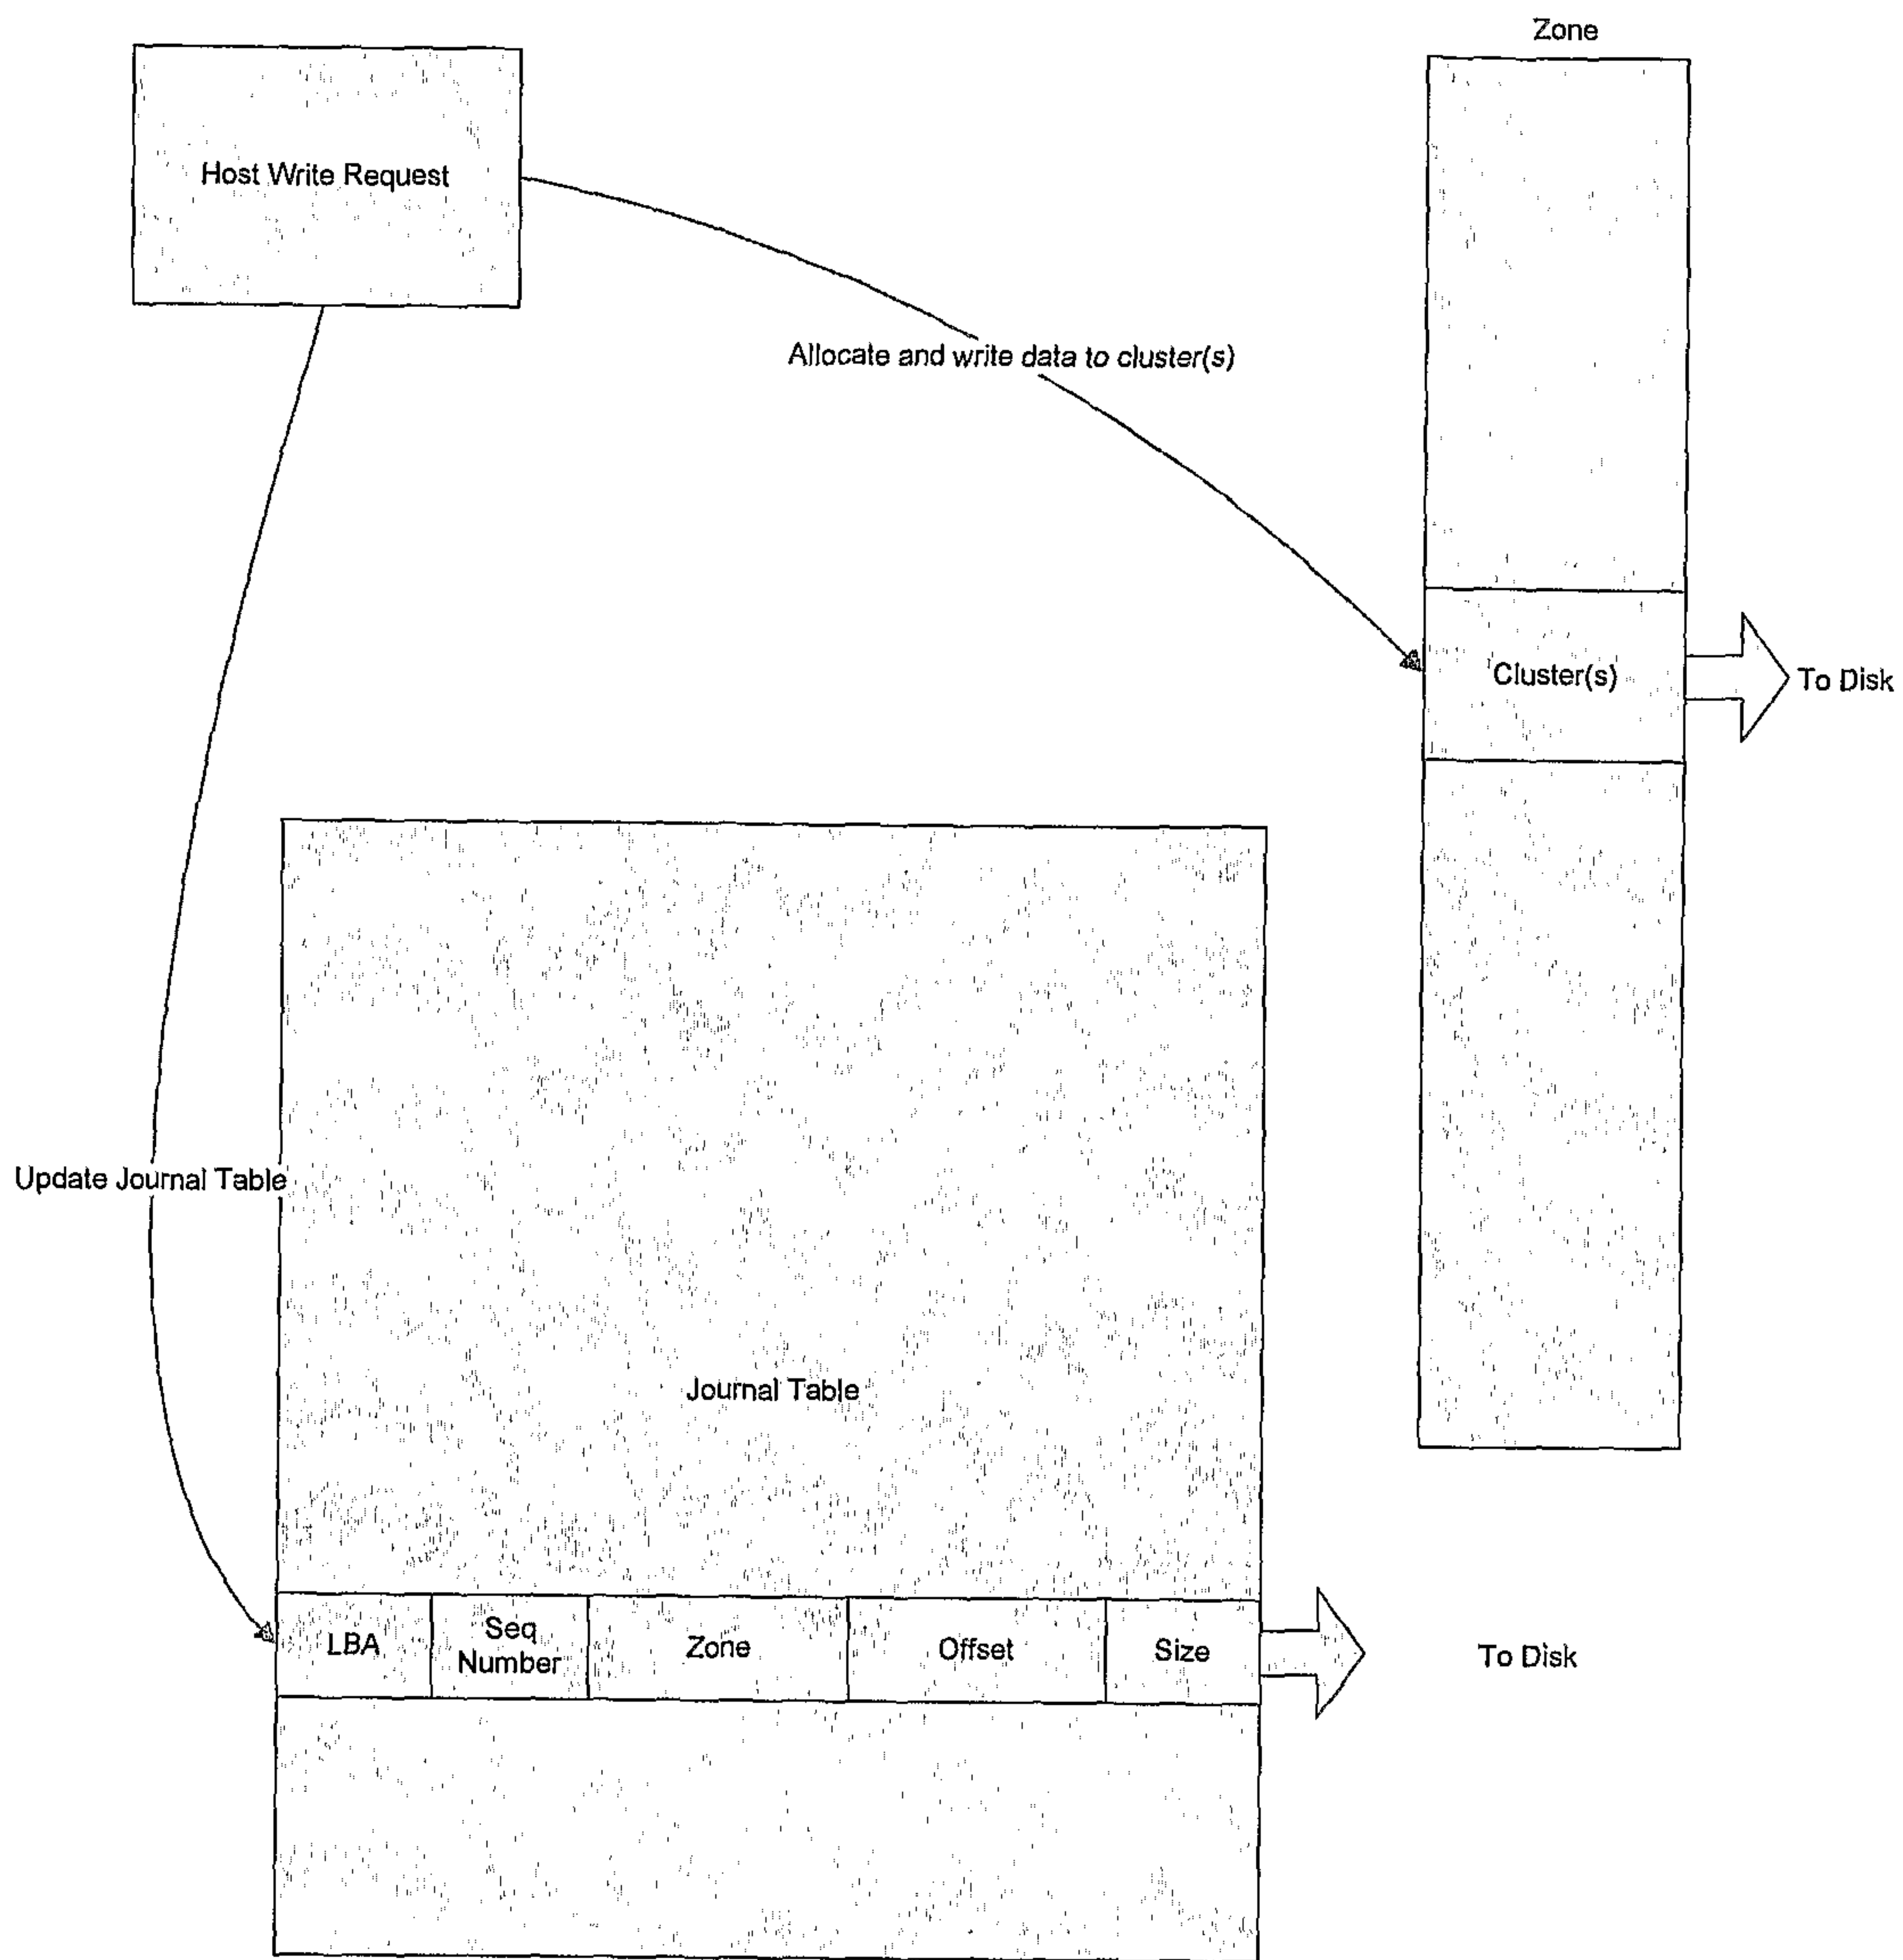 Zone
Host Write Request
Allocate and write data to cluster(s)
Cluster(s)
To Disk
Update Journal Table
Journal Table
LBA
Seq
Number
Zone
Offset
Size
To Disk